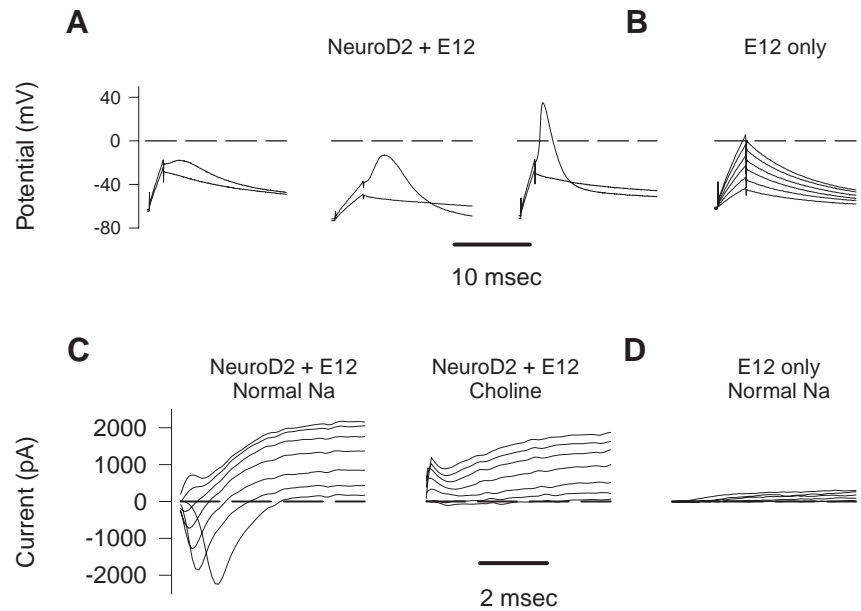 A
B
NeuroD2 + E12
E12 only
Potential (mV)
40
0
-40
-80
10 msec
C
D
NeuroD2 + E12
Normal Na
NeuroD2 + E12
Choline
E12 only
Normal Na
Current (pA)
2000
1000
0
-1000
-2000
2 msec